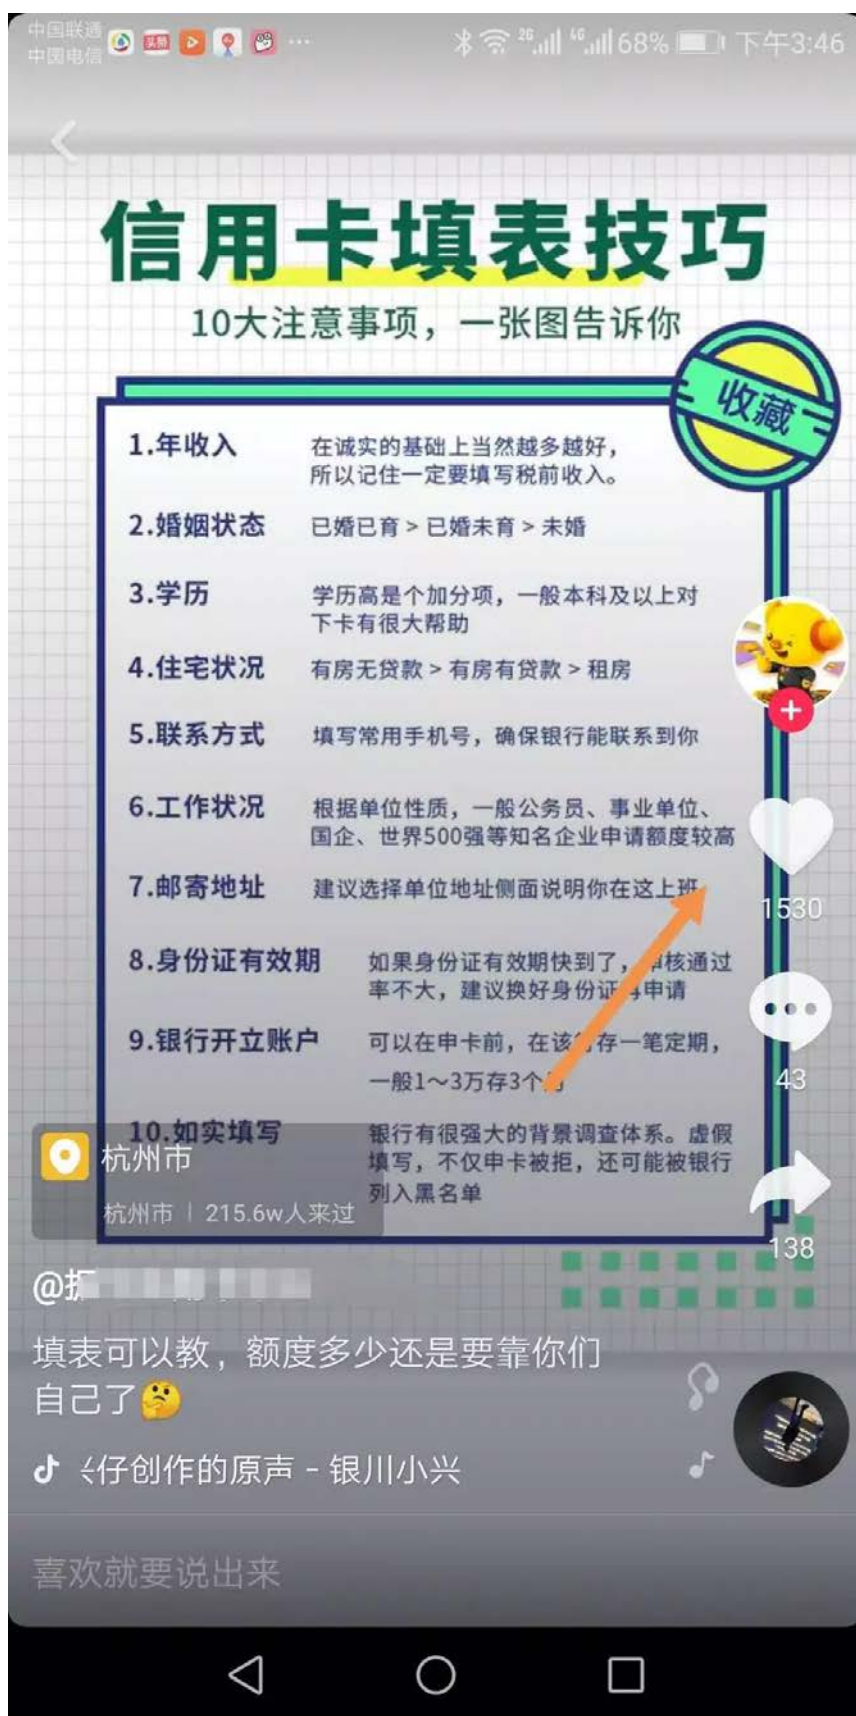 中国联通
中国电信
2G
4G
68%
下午3:46
信用卡填表技巧
10大注意事项，一张图告诉你
收藏
1.年收入
在诚实的基础上当然越多越好，
所以记住一定要填写税前收入。
2.婚姻状态
已婚已育 > 已婚未育 > 未婚
3.学历
学历高是个加分项，一般本科及以上对
下卡有很大帮助
4.住宅状况
有房无贷款 > 有房有贷款 > 租房
5.联系方式
填写常用手机号，确保银行能联系到你
6.工作状况
根据单位性质，一般公务员、事业单位、
国企、世界500强等知名企业申请额度较高
7.邮寄地址
建议选择单位地址侧面说明你在这上班
1530
8.身份证有效期
如果身份证有效期快到了，审核通过
率不大，建议换好身份证再申请
9.银行开立账户
可以在申卡前，在该行存一笔定期，
一般1～3万存3个月
43
10.如实填写
银行有很强大的背景调查体系。虚假
填写，不仅申卡被拒，还可能被银行
列入黑名单
杭州市
杭州市 | 215.6w人来过
138
@振
填表可以教，额度多少还是要靠你们
自己了🤔
仔创作的原声 - 银川小兴
喜欢就要说出来